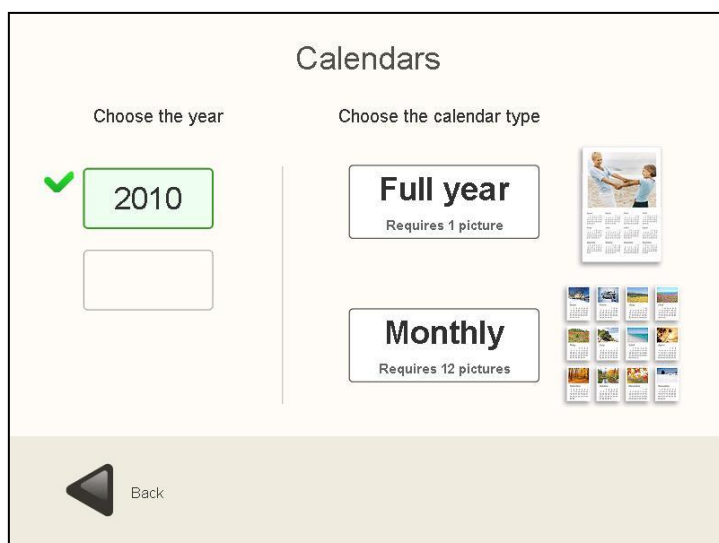 Calendars
Choose the year
Choose the calendar type
2010
Full year
Requires 1 picture
Monthly
Requires 12 pictures
Back